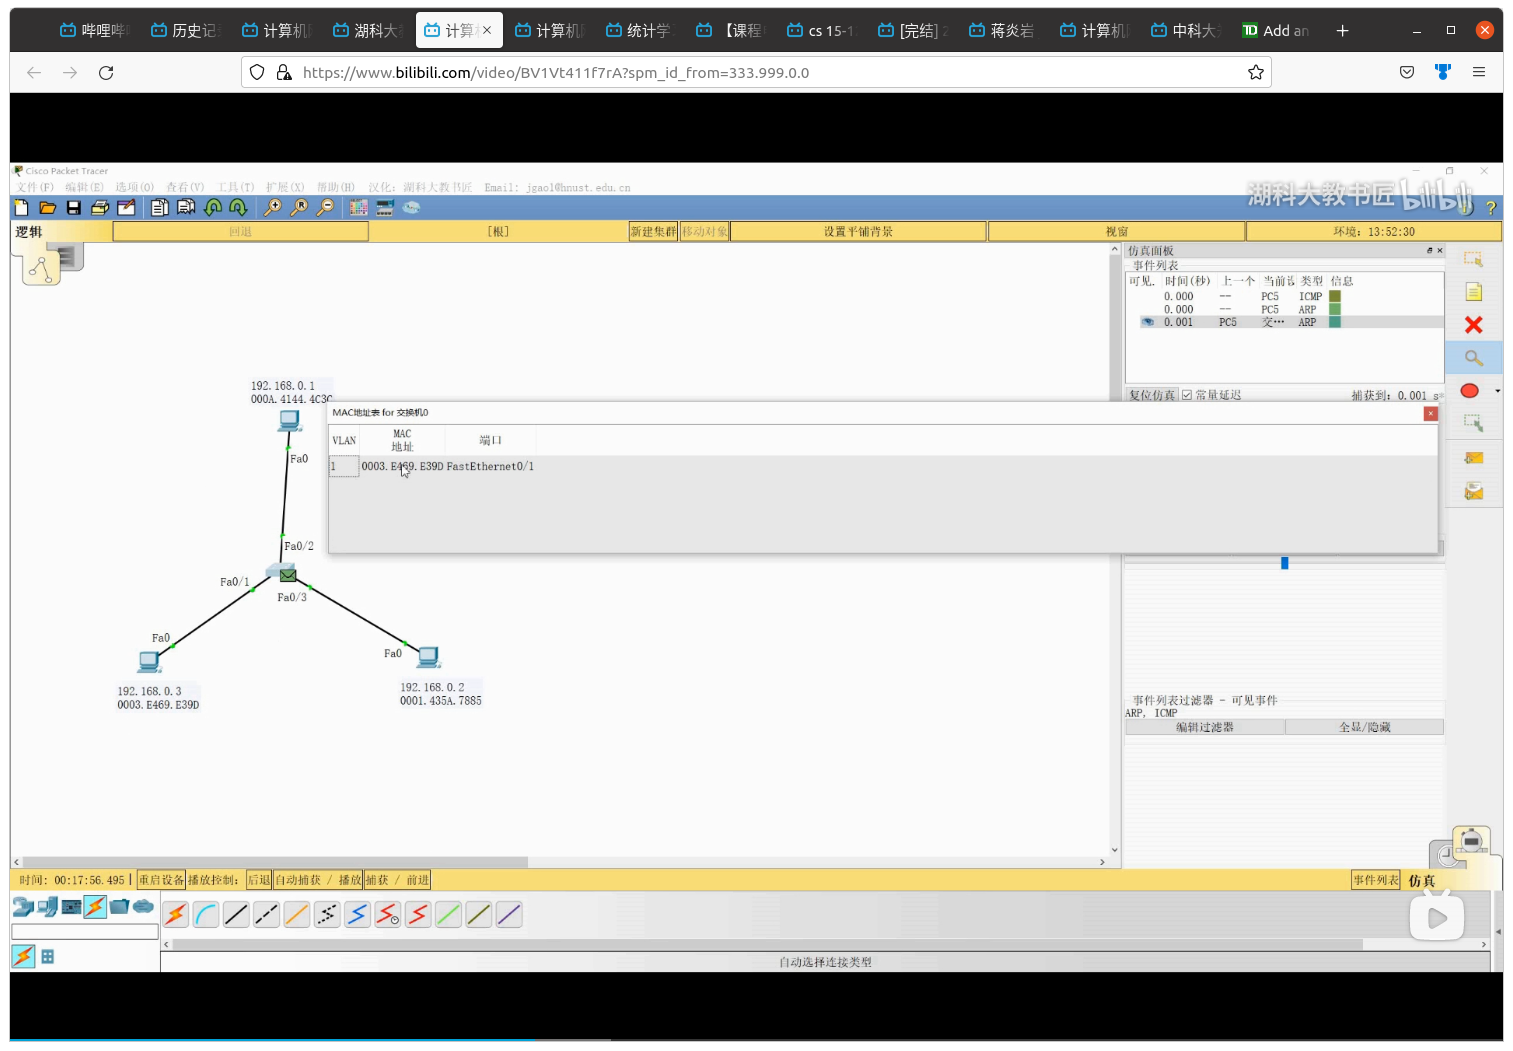 哔哩哔
历史记
计算机
湖科大
计算
计算机
统计学
【课程
cs 15-1
[完结] 2
蒋炎岩
计算机
中科大
TD Add an
https://www.bilibili.com/video/BV1Vt411f7rA?spm_id_from=333.999.0.0
Cisco Packet Tracer
文件(F) 编辑(E) 选项(O) 查看(V) 工具(T) 扩展(X) 帮助(H) 汉化: 湖科大教书匠 Email: jgaol@hnust.edu.cn
湖科大教书匠 bilibili
逻辑 回退 [根] 新建集群 移动对象 设置平铺背景 视窗 环境: 13:52:30
仿真面板
事件列表
可见. 时间(秒) 上一个 当前设 类型 信息
0.000 -- PC5 ICMP
0.000 -- PC5 ARP
0.001 PC5 交… ARP
复位仿真 常量延迟 捕获到: 0.001 s
192.168.0.1
000A.4144.4C3C
Fa0
MAC地址表 for 交换机0
VLAN MAC地址 端口
1 0003.E469.E39D FastEthernet0/1
Fa0/2
Fa0/1
Fa0/3
Fa0
Fa0
192.168.0.3
0003.E469.E39D
192.168.0.2
0001.435A.7885
事件列表过滤器 - 可见事件
ARP, ICMP
编辑过滤器 全显/隐藏
时间: 00:17:56.495 重启设备 播放控制: 后退 自动捕获 / 播放 捕获 / 前进 事件列表 仿真
自动选择连接类型